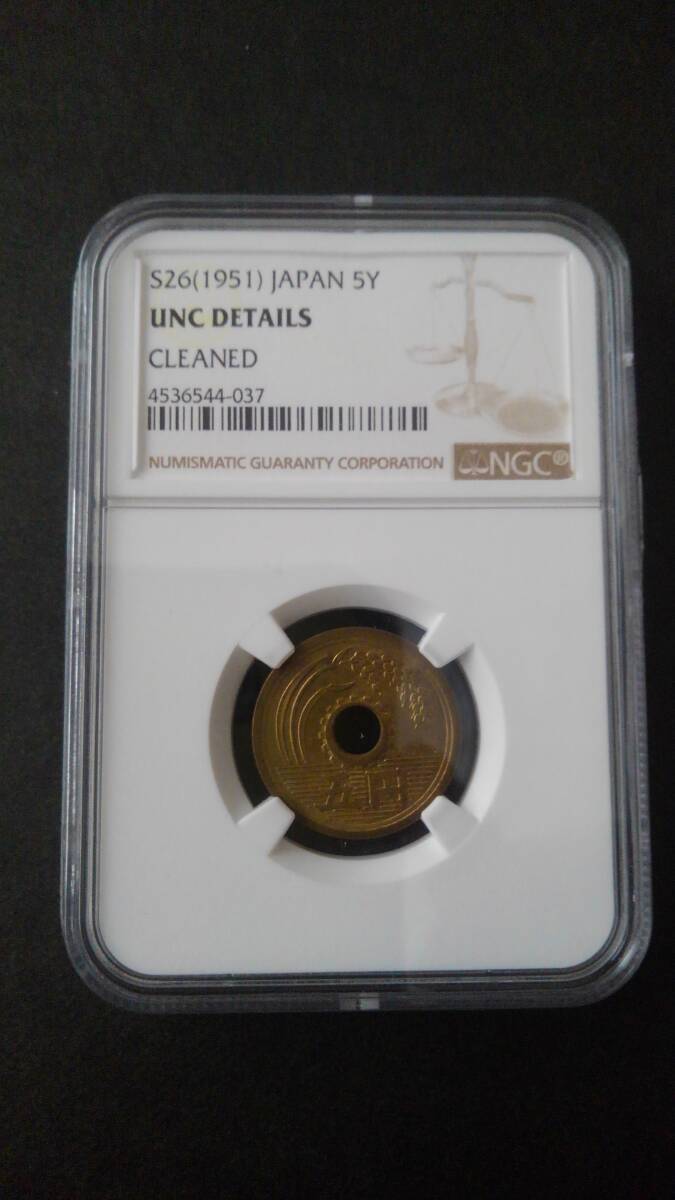 S26(1951) JAPAN 5Y
UNC DETAILS
CLEANED
4536544-037
NUMISMATIC GUARANTY CORPORATION
NGC®
五円